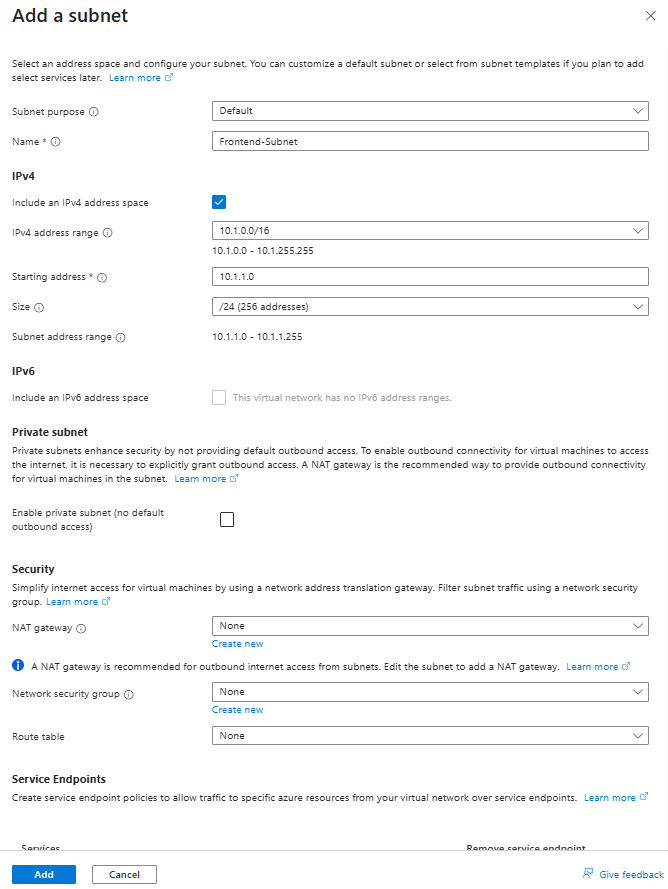 Add a subnet
Select an address space and configure your subnet. You can customize a default subnet or select from subnet templates if you plan to add
select services later. Learn more
Subnet purpose
Default
Name *
Frontend-Subnet
IPv4
Include an IPv4 address space
IPv4 address range
10.1.0.0/16
10.1.0.0 - 10.1.255.255
Starting address *
10.1.1.0
Size
/24 (256 addresses)
Subnet address range
10.1.1.0 - 10.1.1.255
IPv6
Include an IPv6 address space
This virtual network has no IPv6 address ranges.
Private subnet
Private subnets enhance security by not providing default outbound access. To enable outbound connectivity for virtual machines to access
the internet, it is necessary to explicitly grant outbound access. A NAT gateway is the recommended way to provide outbound connectivity
for virtual machines in the subnet. Learn more
Enable private subnet (no default
outbound access)
Security
Simplify internet access for virtual machines by using a network address translation gateway. Filter subnet traffic using a network security
group. Learn more
NAT gateway
None
Create new
A NAT gateway is recommended for outbound internet access from subnets. Edit the subnet to add a NAT gateway. Learn more
Network security group
None
Create new
Route table
None
Service Endpoints
Create service endpoint policies to allow traffic to specific azure resources from your virtual network over service endpoints. Learn more
Services
Remove service endpoint
Add
Cancel
Give feedback